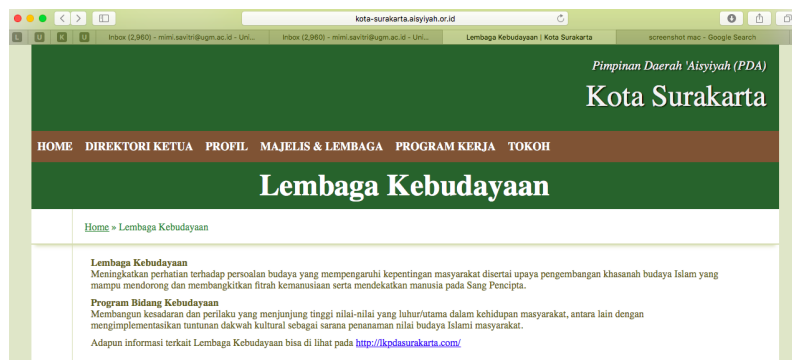 kota-surakarta.aisyiyah.or.id
L U K U Inbox (2,960) - mimi.savitri@ugm.ac.id - Uni... Inbox (2,960) - mimi.savitri@ugm.ac.id - Uni... Lembaga Kebudayaan | Kota Surakarta screenshot mac - Google Search
Pimpinan Daerah 'Aisyiyah (PDA)
Kota Surakarta
HOME DIREKTORI KETUA PROFIL MAJELIS & LEMBAGA PROGRAM KERJA TOKOH
Lembaga Kebudayaan
Home » Lembaga Kebudayaan
Lembaga Kebudayaan
Meningkatkan perhatian terhadap persoalan budaya yang mempengaruhi kepentingan masyarakat disertai upaya pengembangan khasanah budaya Islam yang
mampu mendorong dan membangkitkan fitrah kemanusiaan serta mendekatkan manusia pada Sang Pencipta.
Program Bidang Kebudayaan
Membangun kesadaran dan perilaku yang menjunjung tinggi nilai-nilai yang luhur/utama dalam kehidupan masyarakat, antara lain dengan
mengimplementasikan tuntunan dakwah kultural sebagai sarana penanaman nilai budaya Islami masyarakat.
Adapun informasi terkait Lembaga Kebudayaan bisa di lihat pada http://lkpdasurakarta.com/